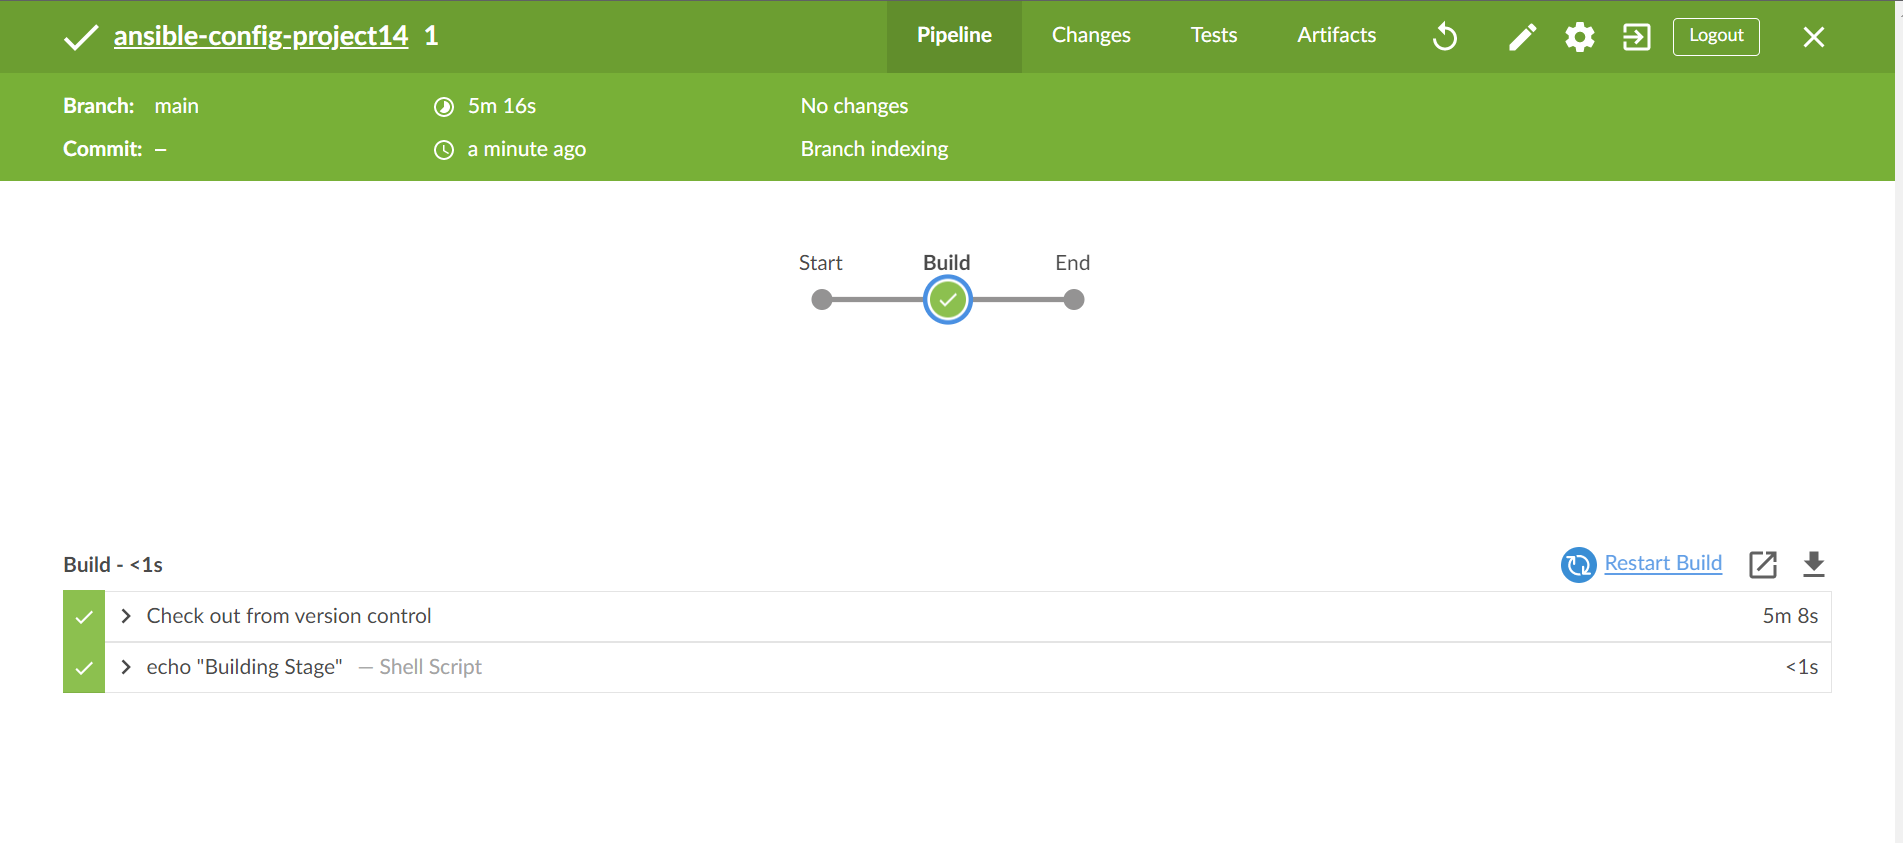 ansible-config-project14 1
Pipeline Changes Tests Artifacts Logout
Branch: main 5m 16s No changes
Commit: – a minute ago Branch indexing
Start Build End
Build - <1s Restart Build
Check out from version control 5m 8s
echo "Building Stage" — Shell Script <1s